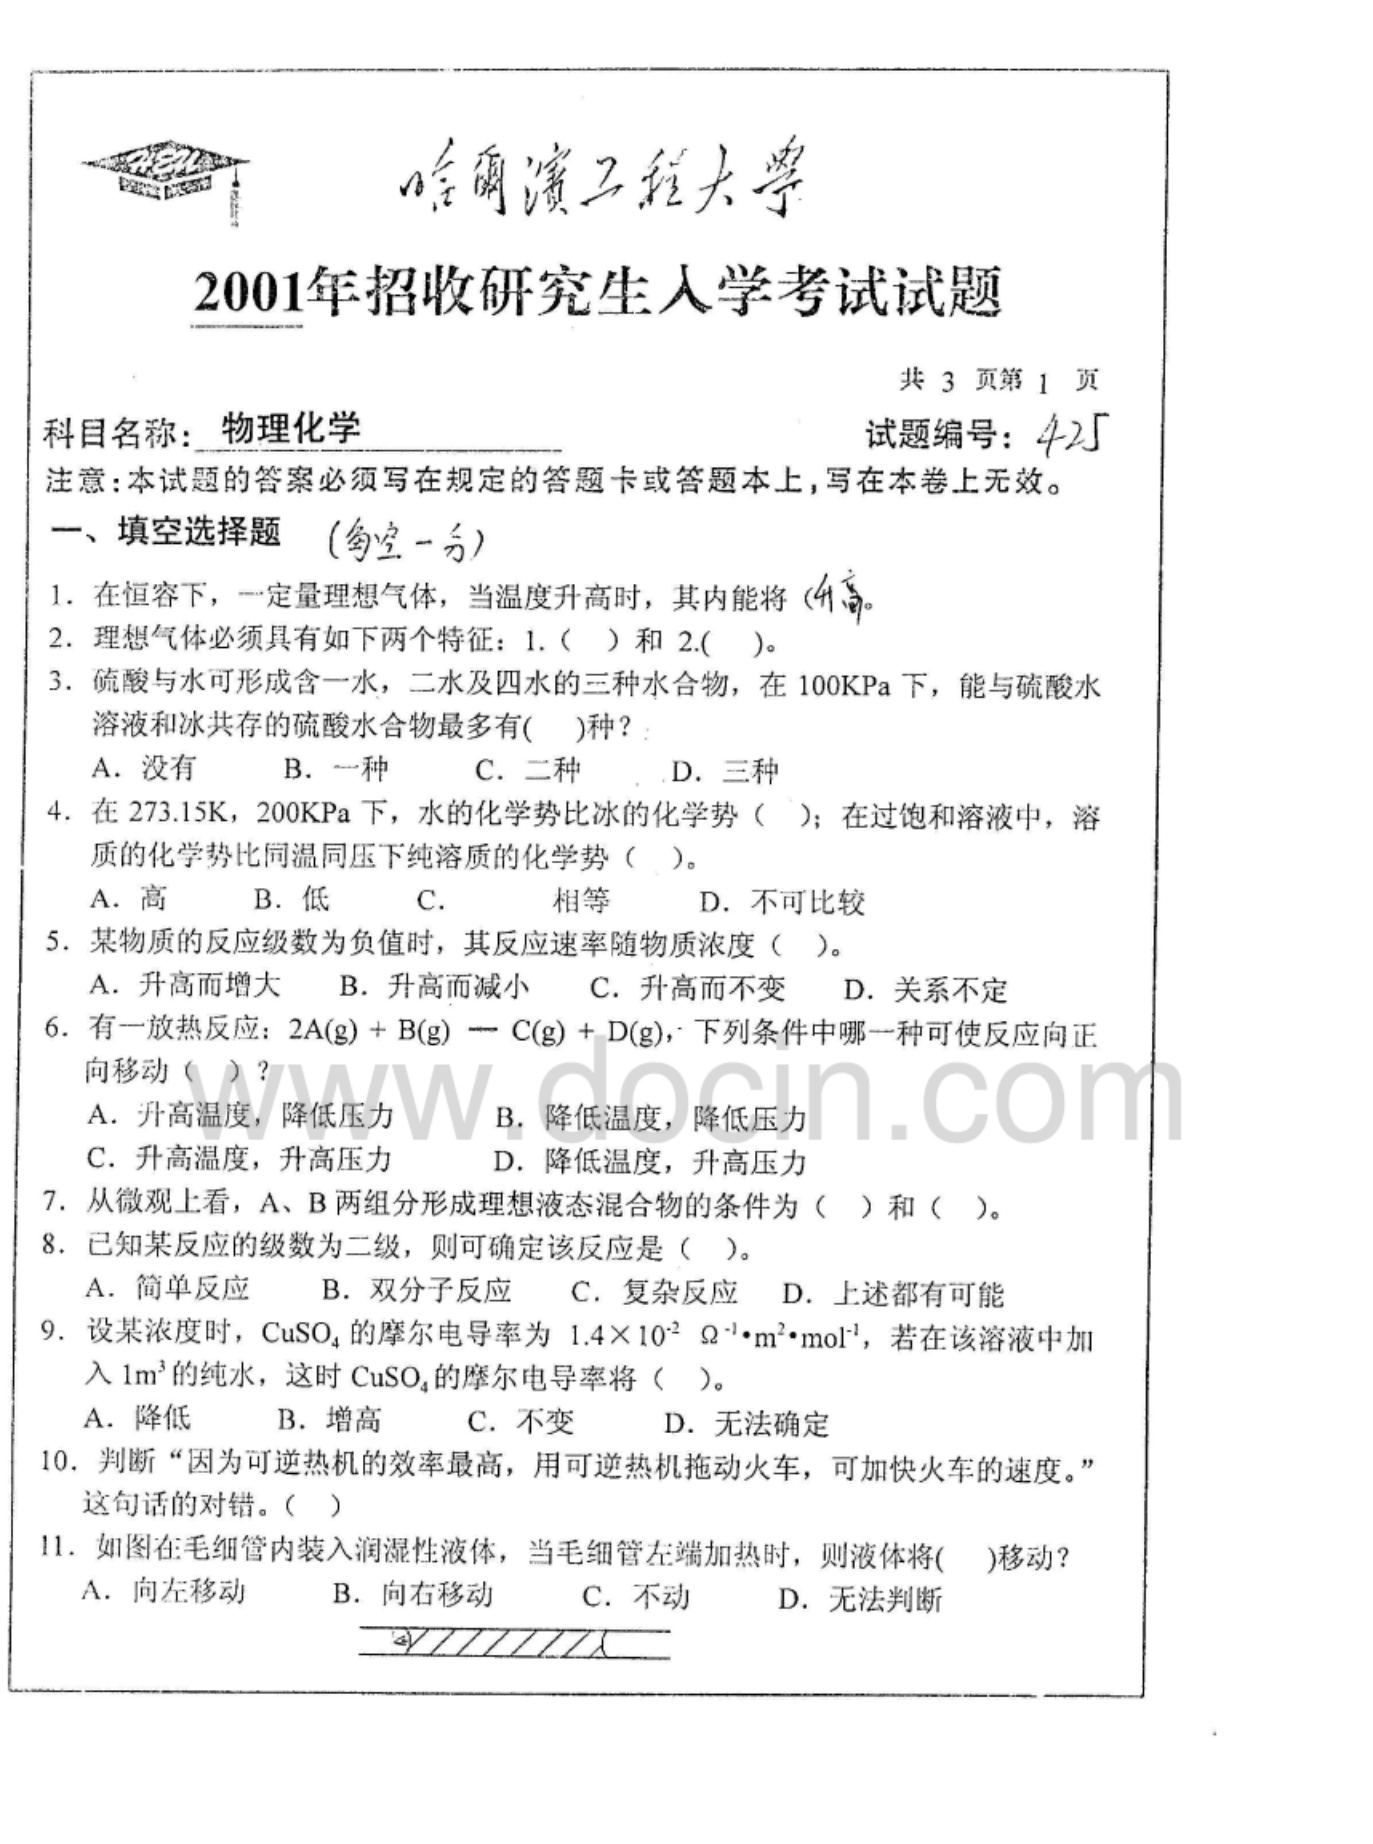 HEU
哈爾濱工程大學
2001年招收研究生入学考试试题
共 3 页第 1 页
科目名称: 物理化学 试题编号: 425
注意:本试题的答案必须写在规定的答题卡或答题本上,写在本卷上无效。
一、填空选择题 (每空一分)
1. 在恒容下，一定量理想气体，当温度升高时，其内能将（升高。
2. 理想气体必须具有如下两个特征：1.（ ）和 2.( )。
3. 硫酸与水可形成含一水，二水及四水的三种水合物，在 100KPa 下，能与硫酸水
溶液和冰共存的硫酸水合物最多有( )种？
A．没有 B．一种 C．二种 D．三种
4. 在 273.15K，200KPa 下，水的化学势比冰的化学势（ ）；在过饱和溶液中，溶
质的化学势比同温同压下纯溶质的化学势（ ）。
A．高 B．低 C． 相等 D．不可比较
5. 某物质的反应级数为负值时，其反应速率随物质浓度（ ）。
A．升高而增大 B．升高而减小 C．升高而不变 D．关系不定
6. 有一放热反应：2A(g) + B(g) — C(g) + D(g)，下列条件中哪一种可使反应向正
向移动（ ）？
A．升高温度，降低压力 B．降低温度，降低压力
C．升高温度，升高压力 D．降低温度，升高压力
7. 从微观上看，A、B 两组分形成理想液态混合物的条件为（ ）和（ ）。
8. 已知某反应的级数为二级，则可确定该反应是（ ）。
A．简单反应 B．双分子反应 C．复杂反应 D．上述都有可能
9. 设某浓度时，CuSO₄ 的摩尔电导率为 1.4×10⁻² Ω⁻¹•m²•mol⁻¹，若在该溶液中加
入 1m³ 的纯水，这时 CuSO₄ 的摩尔电导率将（ ）。
A．降低 B．增高 C．不变 D．无法确定
10. 判断“因为可逆热机的效率最高，用可逆热机拖动火车，可加快火车的速度。”
这句话的对错。（ ）
11. 如图在毛细管内装入润湿性液体，当毛细管左端加热时，则液体将( )移动？
A．向左移动 B．向右移动 C．不动 D．无法判断
www.docin.com